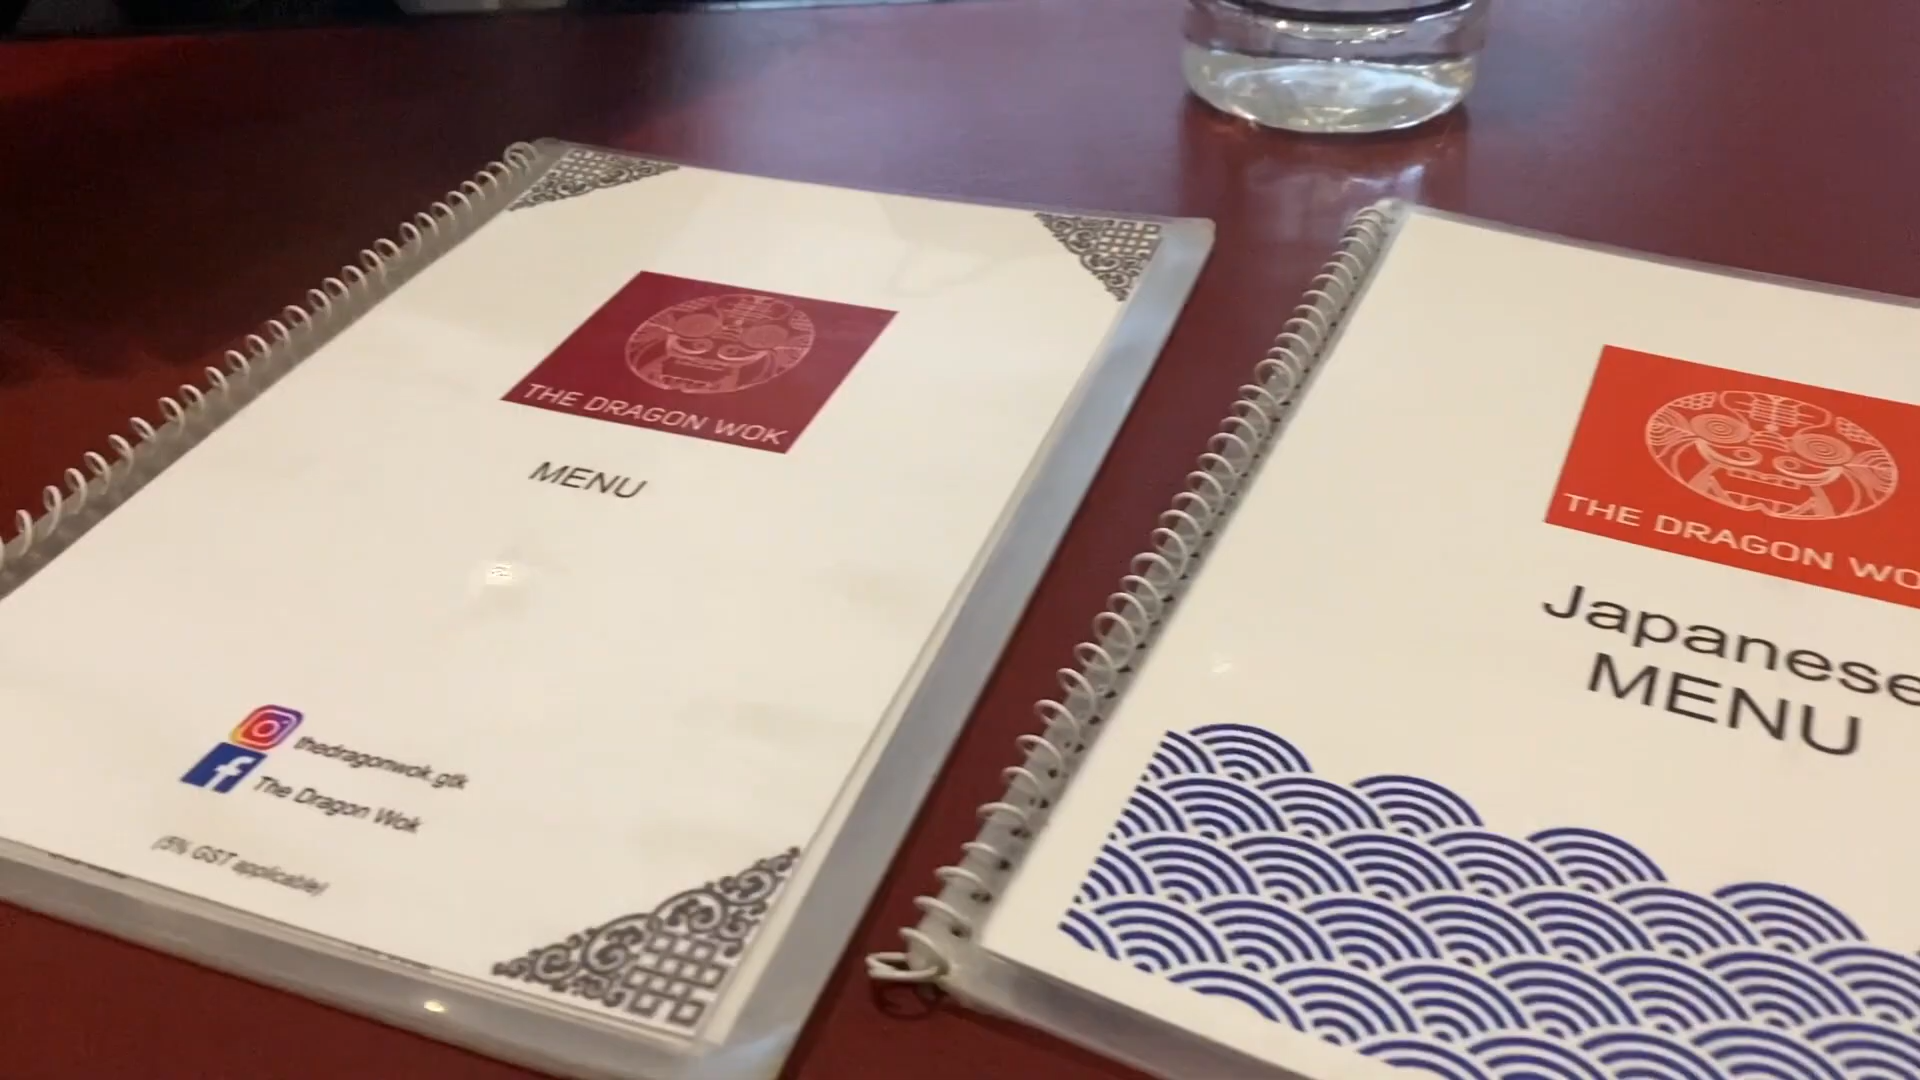 THE DRAGON WOK
MENU
thedragonwok.gtk
The Dragon Wok
(5% GST applicable)
THE DRAGON WO
Japanese
MENU